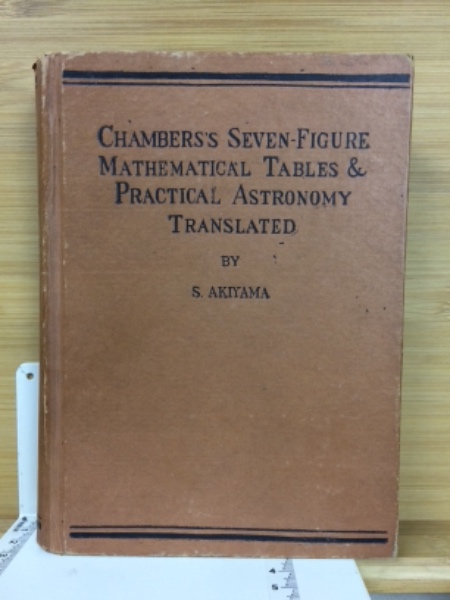 CHAMBERS'S SEVEN-FIGURE
MATHEMATICAL TABLES &
PRACTICAL ASTRONOMY
TRANSLATED
BY
S. AKIYAMA